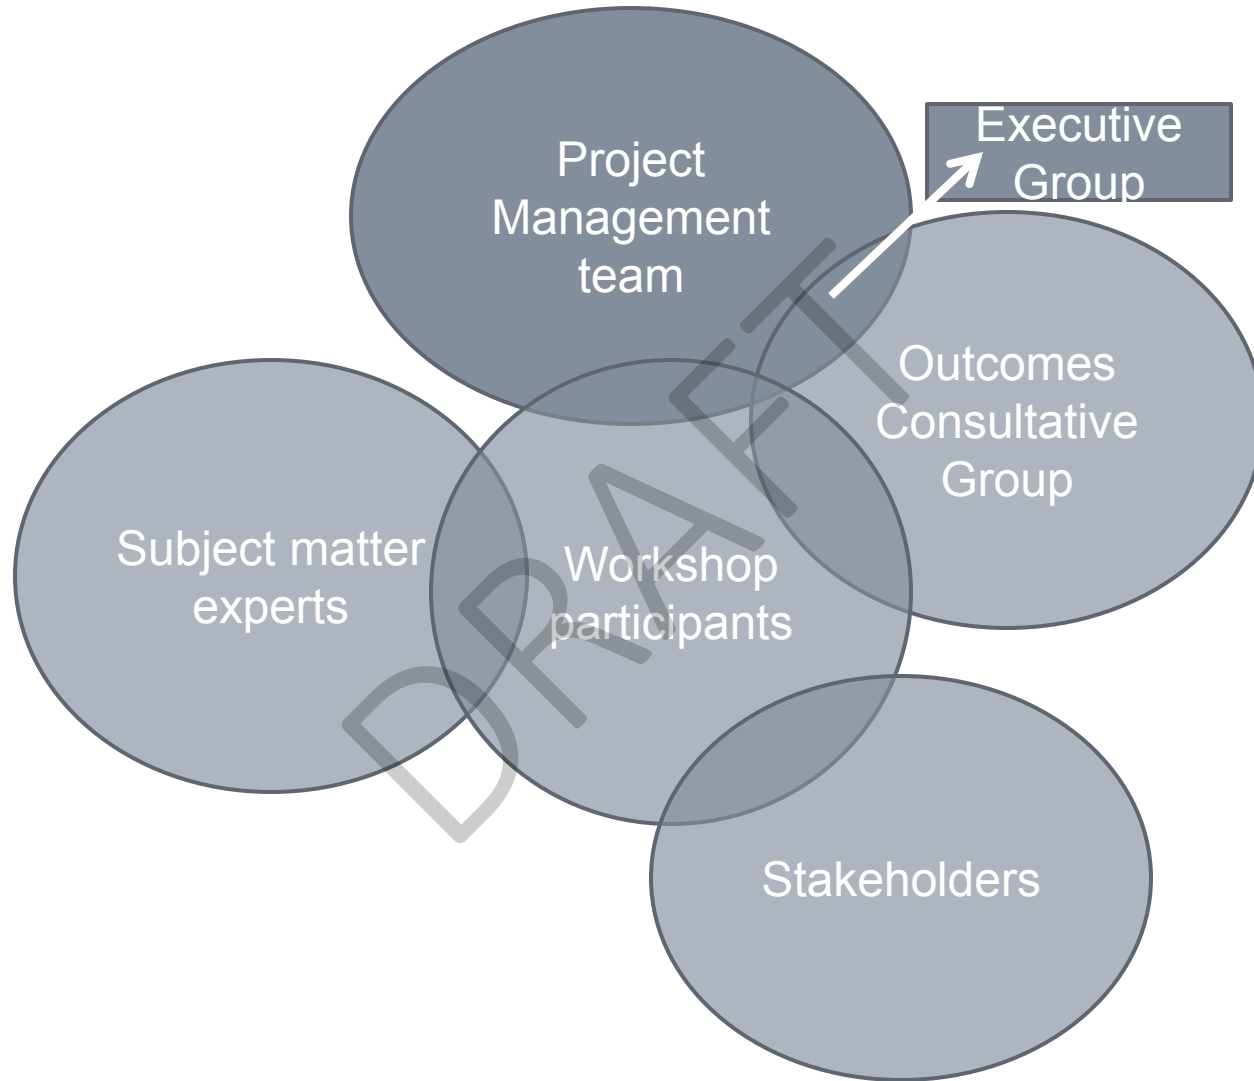 Project
Management
team
Executive
Group
Outcomes
Consultative
Group
Subject matter
experts
Workshop
participants
Stakeholders
DRAFT